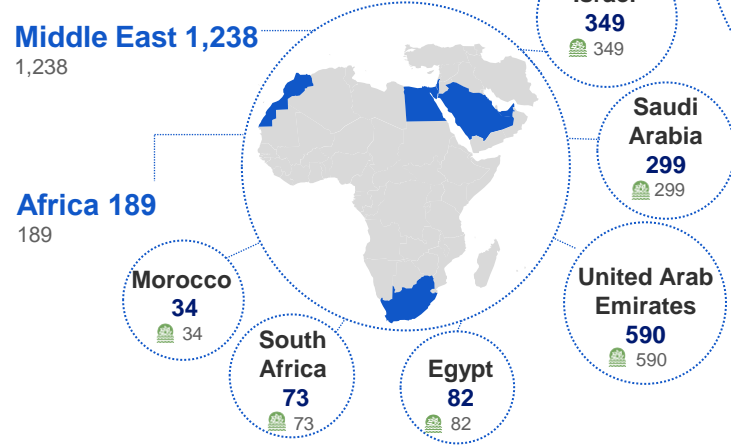 Middle East 1,238
1,238
Israel
349
349
Saudi
Arabia
299
299
Africa 189
189
Morocco
34
34
South
Africa
73
73
Egypt
82
82
United Arab
Emirates
590
590